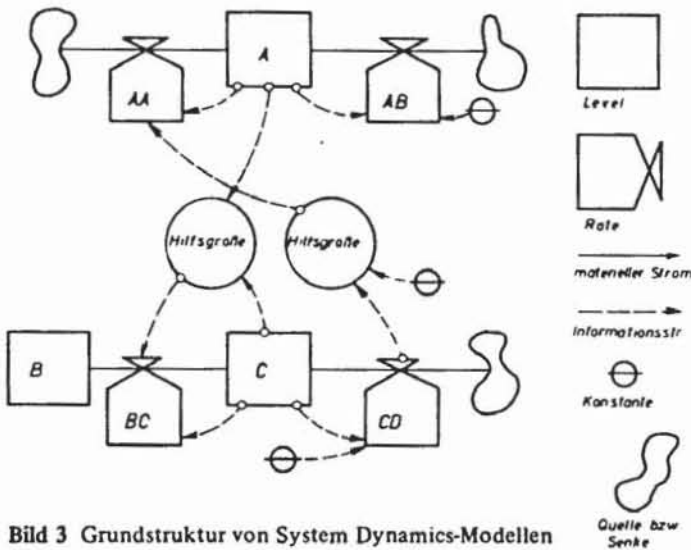 A
AA
AB
Level
Rate
Hilfsgroße
Hilfsgroße
materieller Strom
Informationsstr
B
C
BC
CD
Konstante
Quelle bzw.
Senke
Bild 3 Grundstruktur von System Dynamics-Modellen